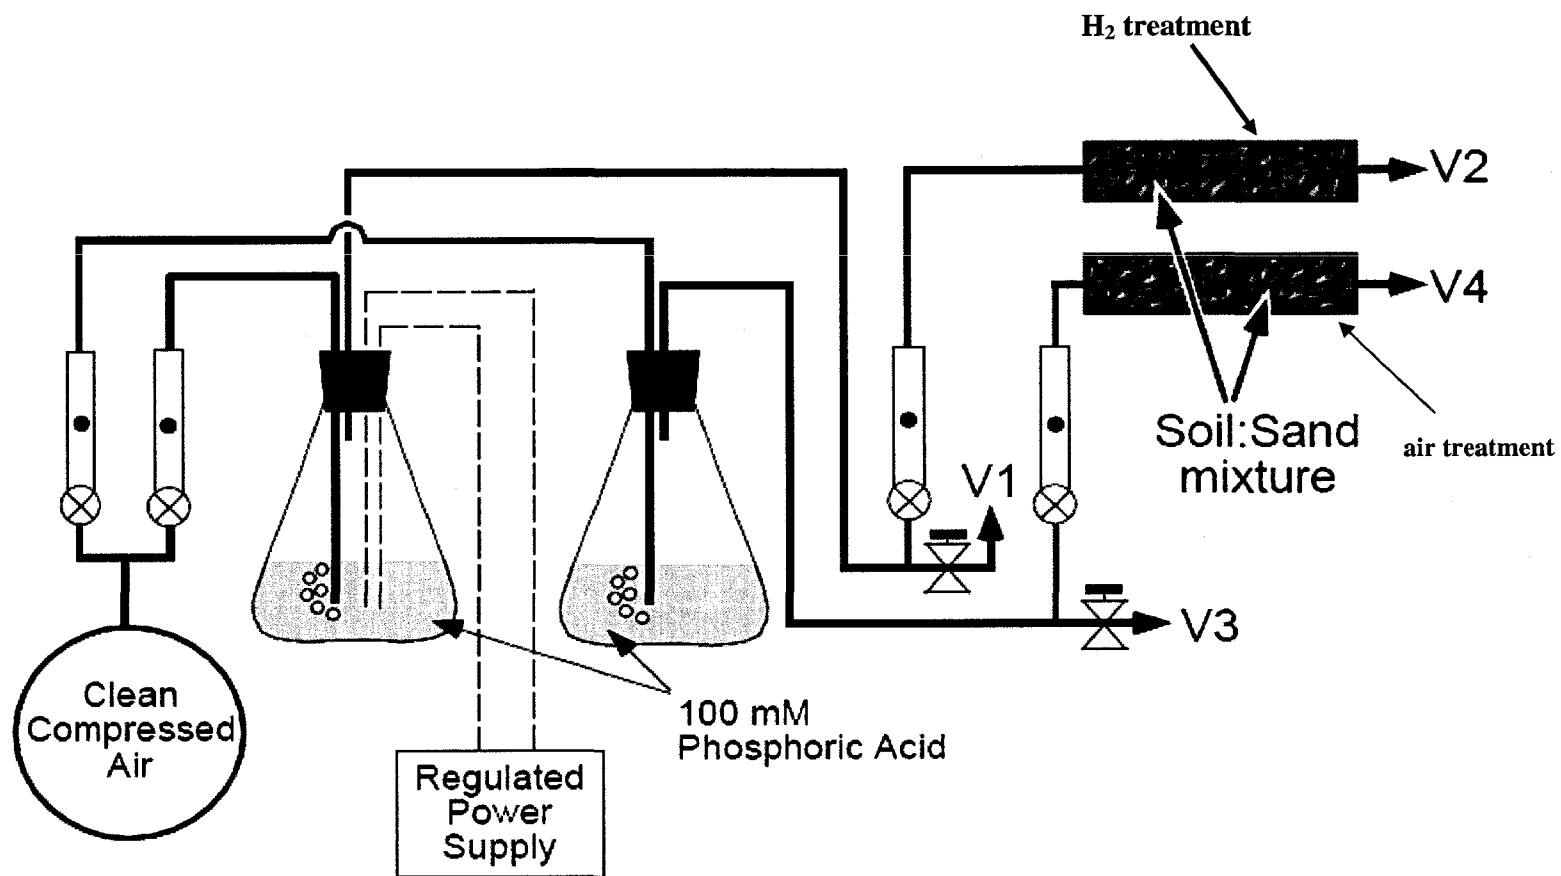 H₂ treatment
V2
V4
Soil:Sand
mixture
air treatment
V1
V3
Clean
Compressed
Air
100 mM
Phosphoric Acid
Regulated
Power
Supply